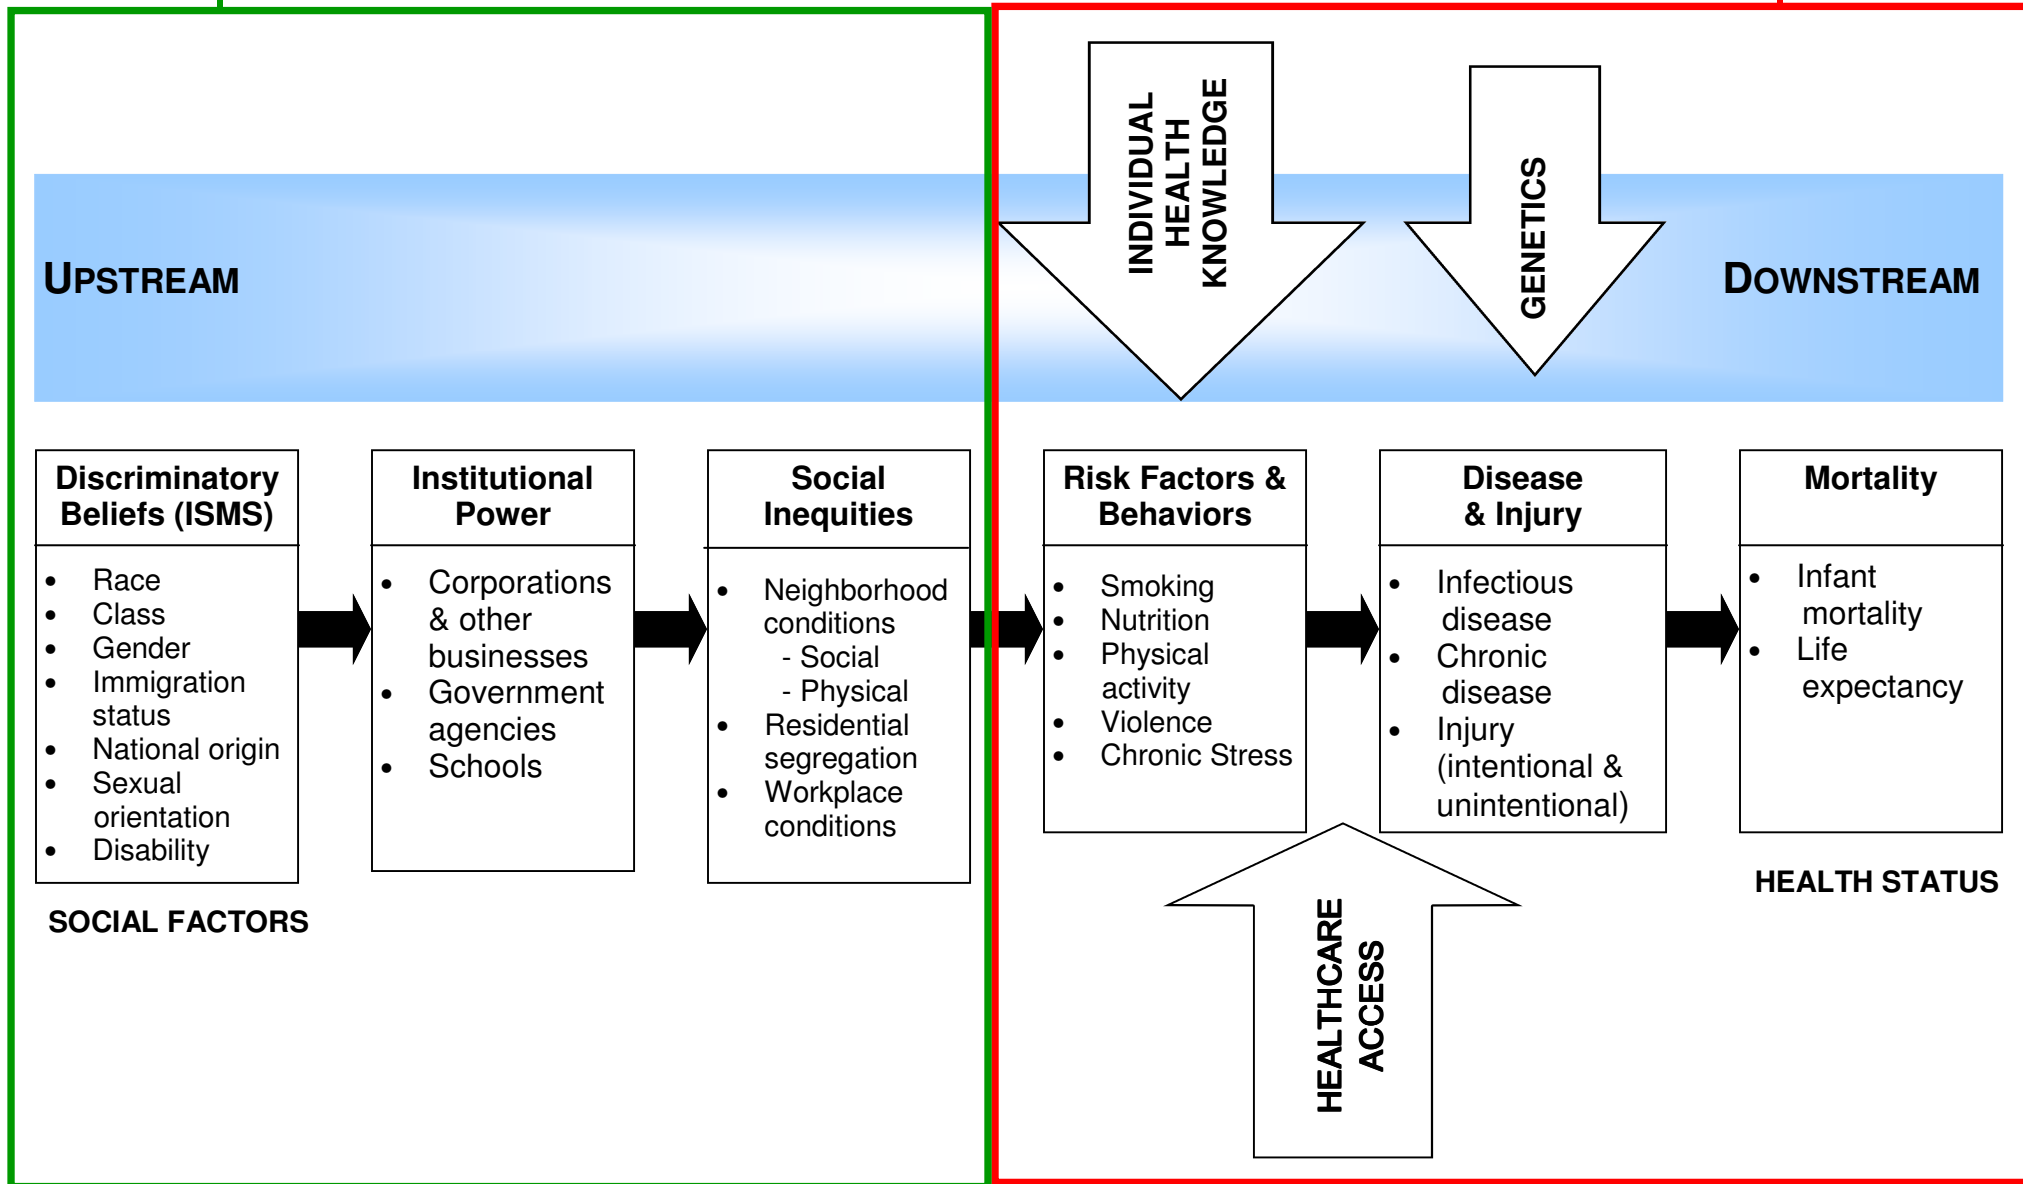 INDIVIDUAL
HEALTH
KNOWLEDGE
GENETICS
UPSTREAM
DOWNSTREAM
Discriminatory
Beliefs (ISMS)
• Race
• Class
• Gender
• Immigration
status
• National origin
• Sexual
orientation
• Disability
SOCIAL FACTORS
Institutional
Power
• Corporations
& other
businesses
• Government
agencies
• Schools
Social
Inequities
• Neighborhood
conditions
- Social
- Physical
• Residential
segregation
• Workplace
conditions
Risk Factors &
Behaviors
• Smoking
• Nutrition
• Physical
activity
• Violence
• Chronic Stress
Disease
& Injury
• Infectious
disease
• Chronic
disease
• Injury
(intentional &
unintentional)
Mortality
• Infant
mortality
• Life
expectancy
HEALTH STATUS
HEALTHCARE
ACCESS